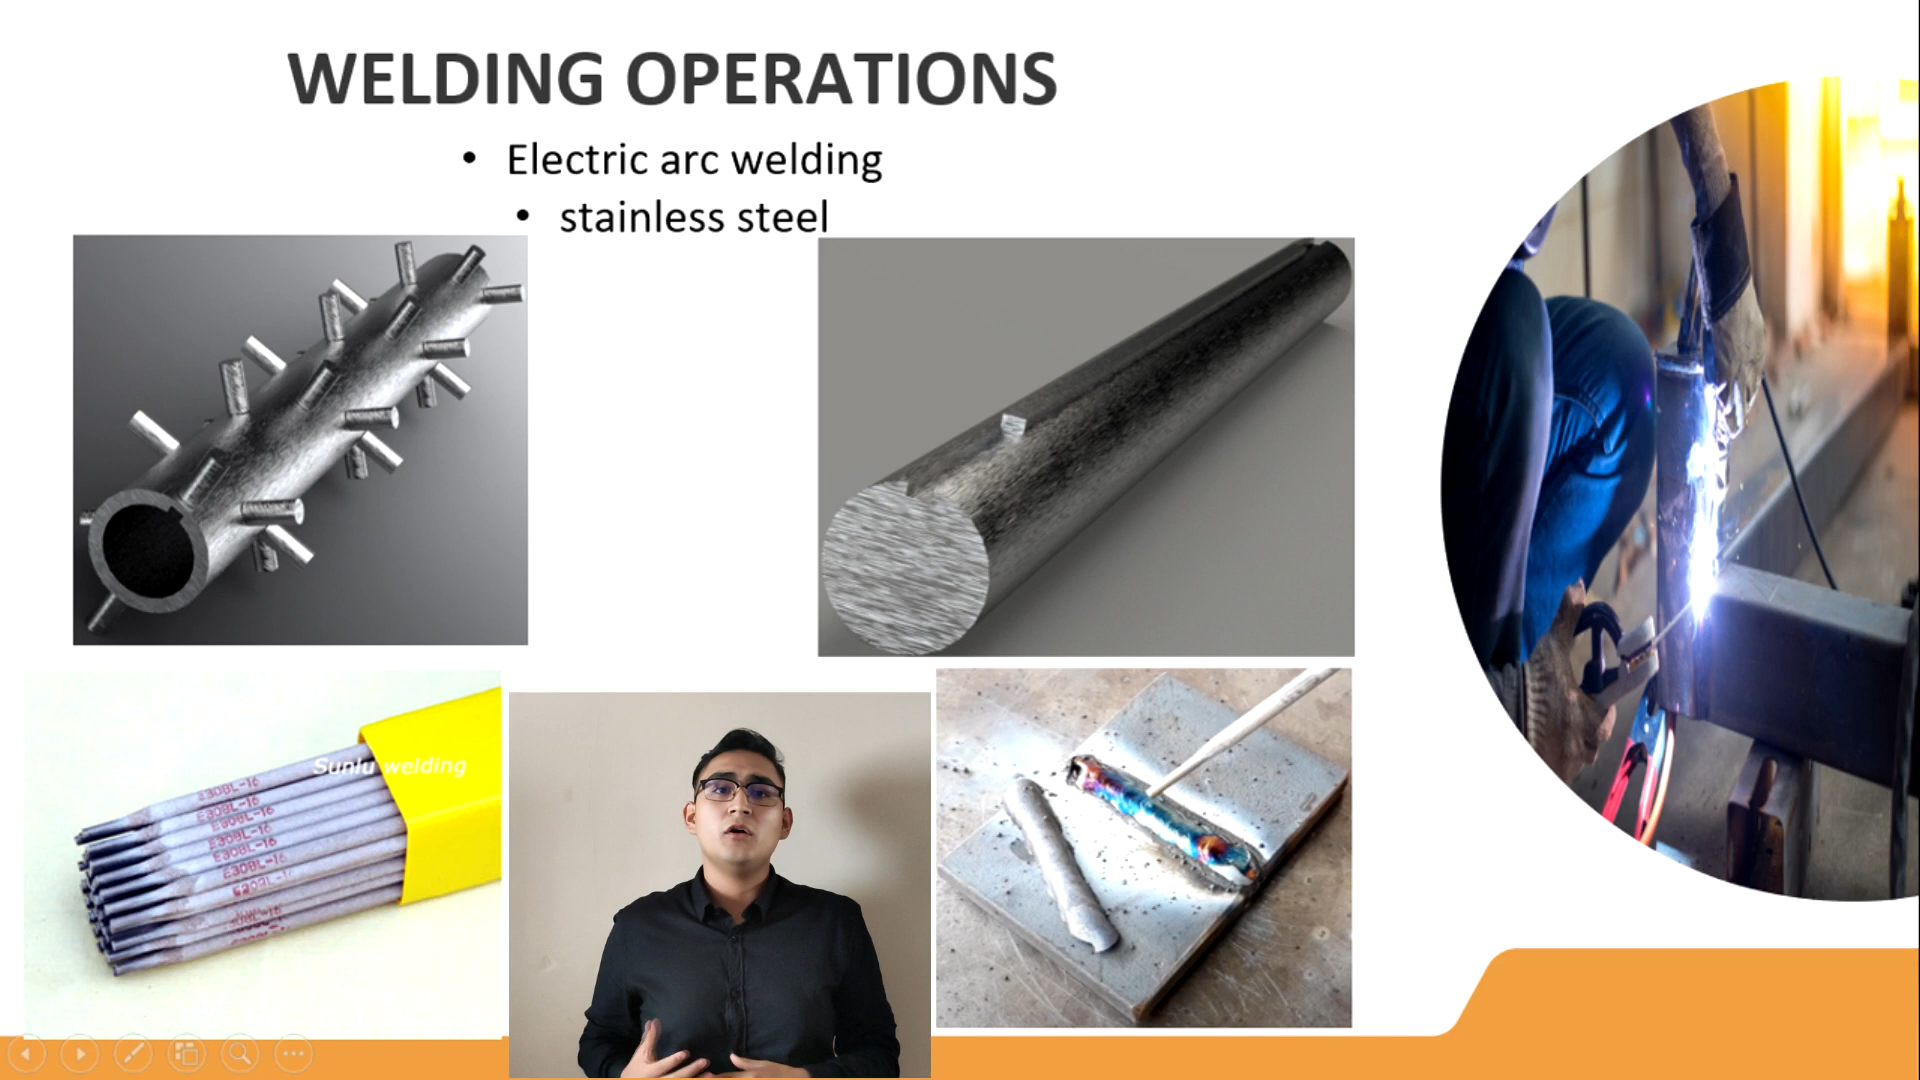 WELDING OPERATIONS
• Electric arc welding
• stainless steel
Sunlu welding
E308L-16
E308L-16
E308L-16
E308L-16
E308L-16
E308L-16